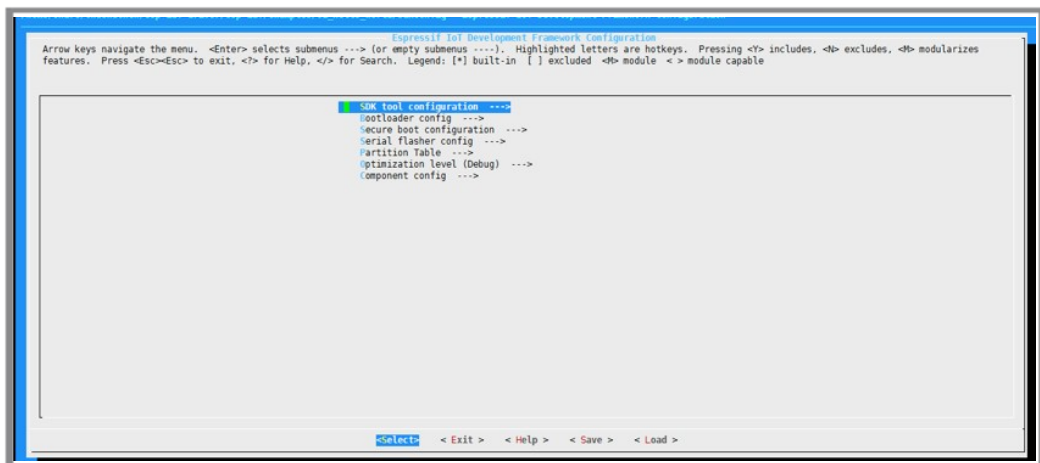 Espressif IoT Development Framework Configuration
Arrow keys navigate the menu. <Enter> selects submenus ---> (or empty submenus ----). Highlighted letters are hotkeys. Pressing <Y> includes, <N> excludes, <M> modularizes
features. Press <Esc><Esc> to exit, <?> for Help, </> for Search. Legend: [*] built-in [ ] excluded <M> module < > module capable
SDK tool configuration --->
Bootloader config --->
Secure boot configuration --->
Serial flasher config --->
Partition Table --->
Optimization level (Debug) --->
Component config --->
<Select> < Exit > < Help > < Save > < Load >